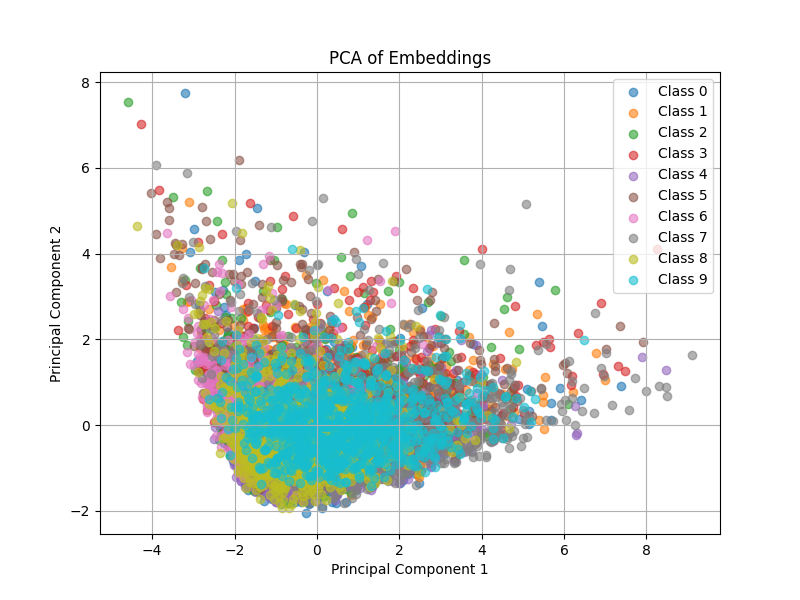 PCA of Embeddings
8
6
4
2
0
−2
Principal Component 2
−4
−2
0
2
4
6
8
Principal Component 1
Class 0
Class 1
Class 2
Class 3
Class 4
Class 5
Class 6
Class 7
Class 8
Class 9